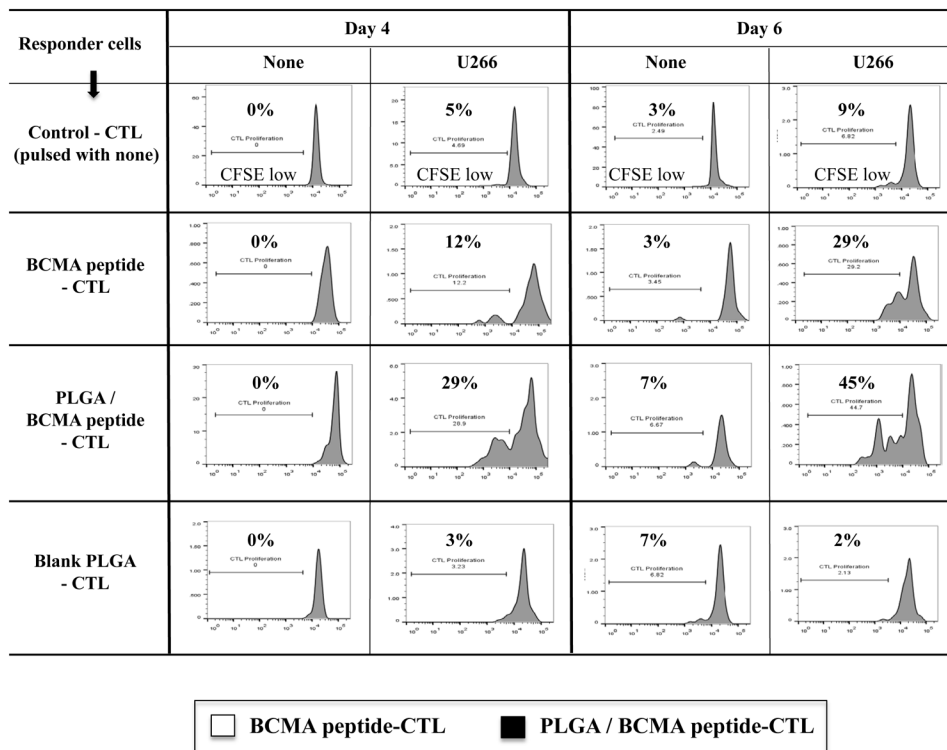 Responder cells
Day 4
Day 6
None
U266
None
U266
Control - CTL
(pulsed with none)
0%
CTL Proliferation
0
CFSE low
5%
CTL Proliferation
4.69
CFSE low
3%
CTL Proliferation
2.49
CFSE low
9%
CTL Proliferation
6.82
CFSE low
BCMA peptide
- CTL
0%
CTL Proliferation
0
12%
CTL Proliferation
12.2
3%
CTL Proliferation
3.45
29%
CTL Proliferation
29.2
PLGA /
BCMA peptide
- CTL
0%
CTL Proliferation
0
29%
CTL Proliferation
28.9
7%
CTL Proliferation
6.67
45%
CTL Proliferation
44.7
Blank PLGA
- CTL
0%
CTL Proliferation
0
3%
CTL Proliferation
3.23
7%
CTL Proliferation
6.82
2%
CTL Proliferation
2.13
BCMA peptide-CTL
PLGA / BCMA peptide-CTL